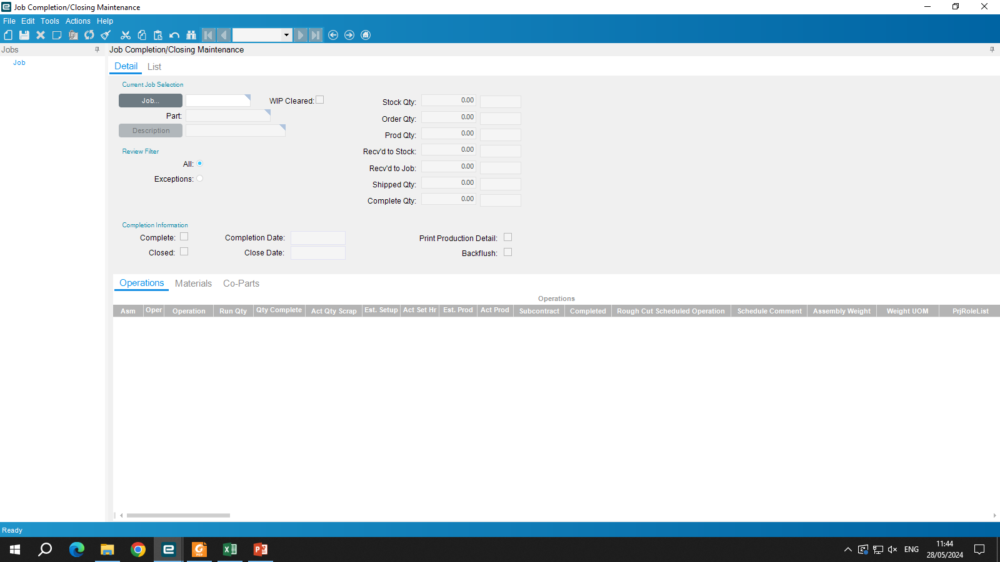 Job Completion/Closing Maintenance
File Edit Tools Actions Help
Jobs
Job Completion/Closing Maintenance
Job
Detail List
Current Job Selection
Job...
WIP Cleared:
Part:
Description
Stock Qty: 0.00
Order Qty: 0.00
Prod Qty: 0.00
Recv'd to Stock: 0.00
Recv'd to Job: 0.00
Shipped Qty: 0.00
Complete Qty: 0.00
Review Filter
All:
Exceptions:
Completion Information
Complete: Completion Date: Print Production Detail:
Closed: Close Date: Backflush:
Operations Materials Co-Parts
Operations
Asm Oper Operation Run Qty Qty Complete Act Qty Scrap Est. Setup Act Set Hr Est. Prod Act Prod Subcontract Completed Rough Cut Scheduled Operation Schedule Comment Assembly Weight Weight UOM PrjRoleList
Ready
ENG
11:44
28/05/2024